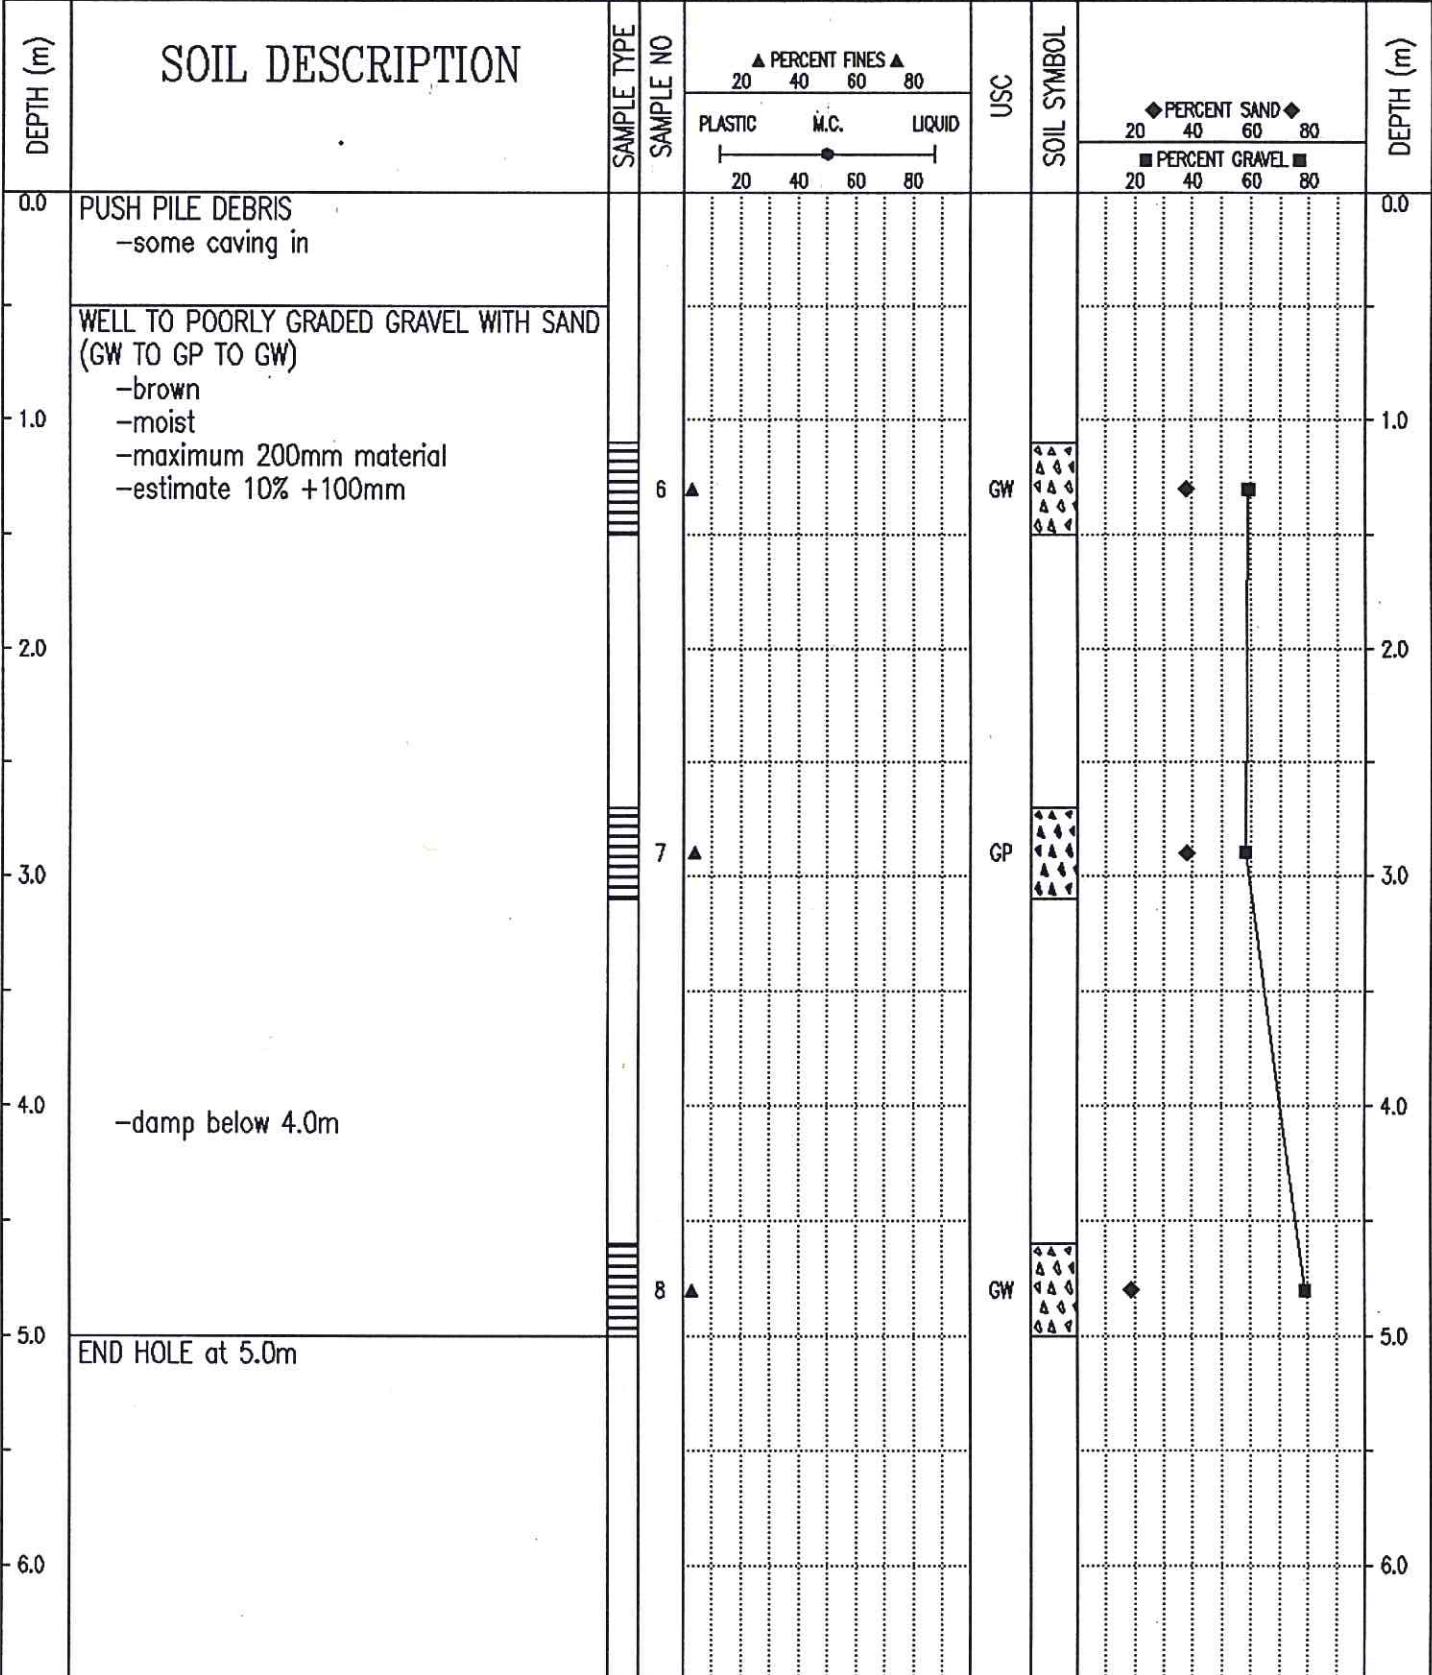 DEPTH (m)
SOIL DESCRIPTION
SAMPLE TYPE
SAMPLE NO
▲ PERCENT FINES ▲
20 40 60 80
PLASTIC M.C. LIQUID
20 40 60 80
USC
SOIL SYMBOL
◆ PERCENT SAND ◆
20 40 60 80
■ PERCENT GRAVEL ■
20 40 60 80
DEPTH (m)
0.0 PUSH PILE DEBRIS 0.0
-some caving in
WELL TO POORLY GRADED GRAVEL WITH SAND
(GW TO GP TO GW)
-brown
1.0 -moist 1.0
-maximum 200mm material
-estimate 10% +100mm 6 GW
2.0 2.0
7 GP
3.0 3.0
4.0 4.0
-damp below 4.0m
8 GW
5.0 5.0
END HOLE at 5.0m
6.0 6.0